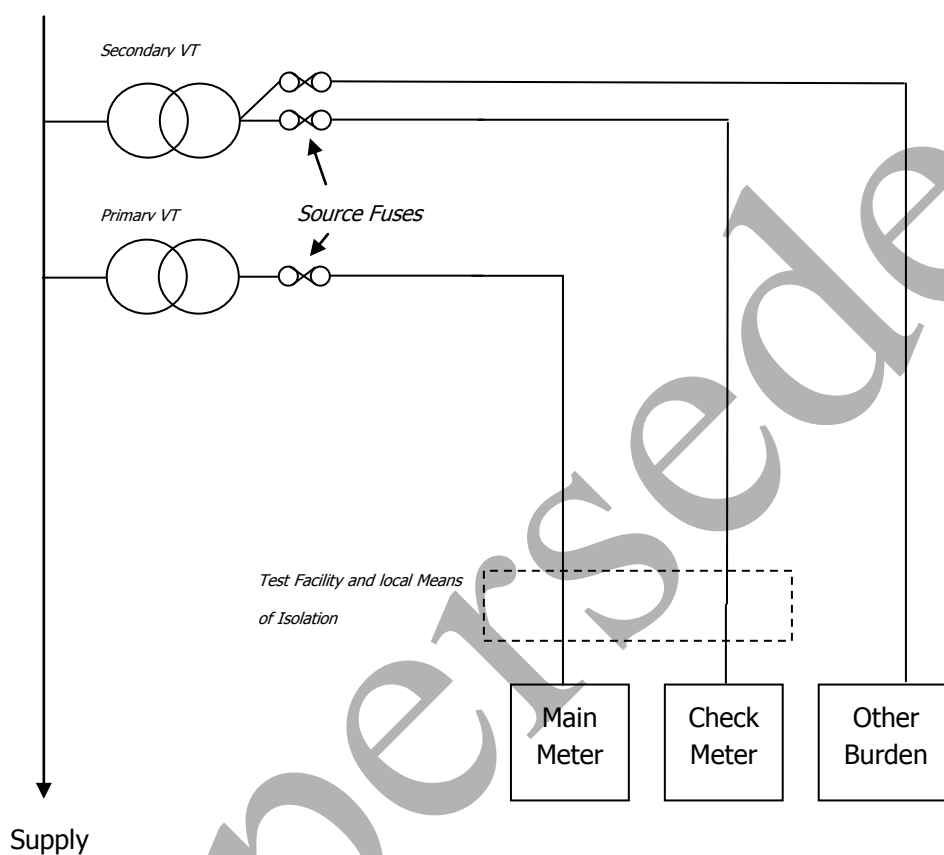 Secondary VT
Primary VT
Source Fuses
Test Facility and local Means
of Isolation
Main
Meter
Check
Meter
Other
Burden
Supply
persede